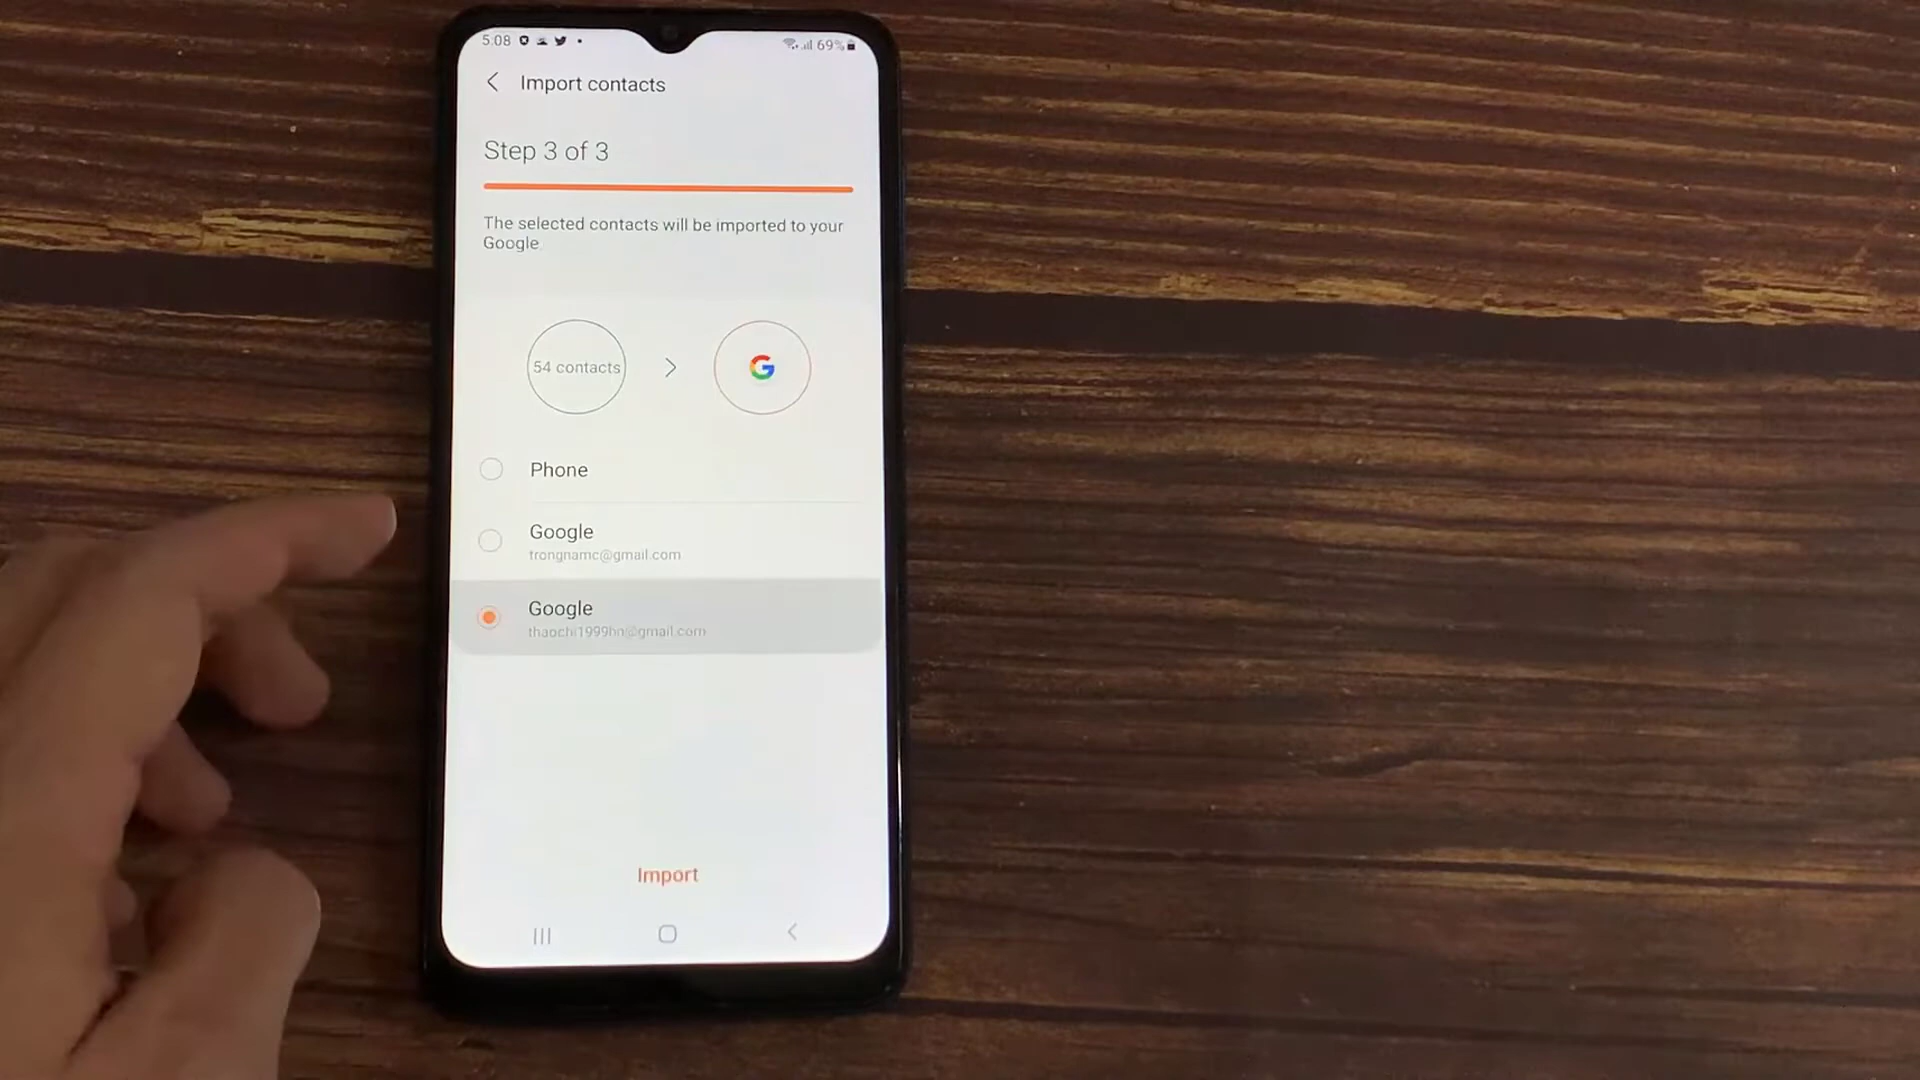 5:08
69%
Import contacts
Step 3 of 3
The selected contacts will be imported to your
Google
54 contacts
Phone
Google
trongnamc@gmail.com
Google
thaochi1999hn@gmail.com
Import